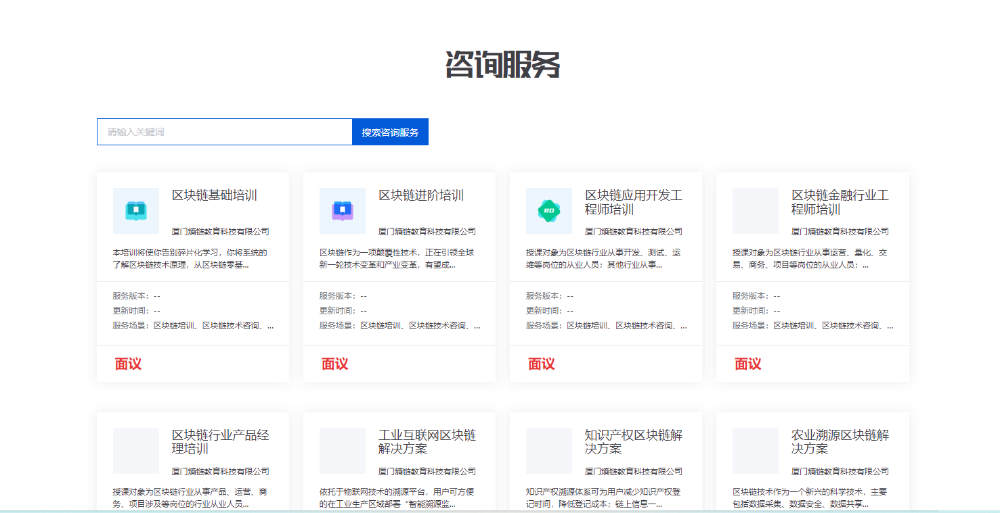 咨询服务
请输入关键词
搜索咨询服务
区块链基础培训
厦门熵链教育科技有限公司
本培训将使你告别碎片化学习，你将系统的
了解区块链技术原理，从区块链零基...
服务版本：--
更新时间：--
服务场景：区块链培训、区块链技术咨询、...
面议
区块链进阶培训
厦门熵链教育科技有限公司
区块链作为一项颠覆性技术，正在引领全球
新一轮技术变革和产业变革，有望成...
服务版本：--
更新时间：--
服务场景：区块链培训、区块链技术咨询、...
面议
RD
区块链应用开发工
程师培训
厦门熵链教育科技有限公司
授课对象为区块链行业从事开发、测试、运
维等岗位的从业人员；其他行业从事...
服务版本：--
更新时间：--
服务场景：区块链培训、区块链技术咨询、...
面议
区块链金融行业工
程师培训
厦门熵链教育科技有限公司
授课对象为区块链行业从事运营、量化、交
易、商务、项目等岗位的从业人员；...
服务版本：--
更新时间：--
服务场景：区块链培训、区块链技术咨询、...
面议
区块链行业产品经
理培训
厦门熵链教育科技有限公司
授课对象为区块链行业从事产品、运营、商
务、项目涉及等岗位的行业从业人员...
工业互联网区块链
解决方案
厦门熵链教育科技有限公司
依托于物联网技术的溯源平台，用户可方便
的在工业生产区域部署“智能溯源监...
知识产权区块链解
决方案
厦门熵链教育科技有限公司
知识产权溯源体系可为用户减少知识产权登
记时间，降低登记成本；链上信息一...
农业溯源区块链解
决方案
厦门熵链教育科技有限公司
区块链技术作为一个新兴的科学技术，主要
包括数据采集、数据安全、数据共享...